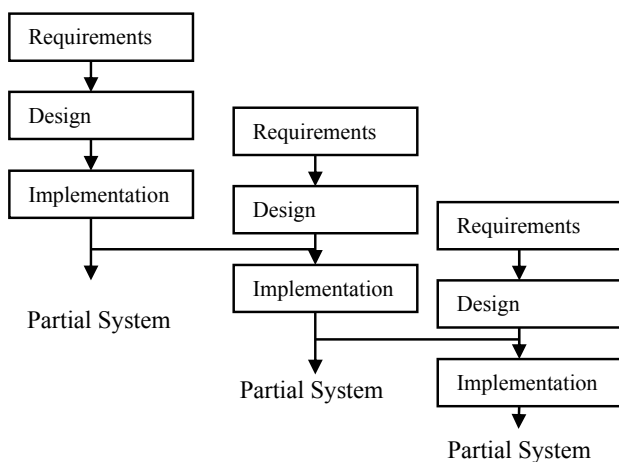 Requirements
Design
Implementation
Partial System
Requirements
Design
Implementation
Partial System
Requirements
Design
Implementation
Partial System